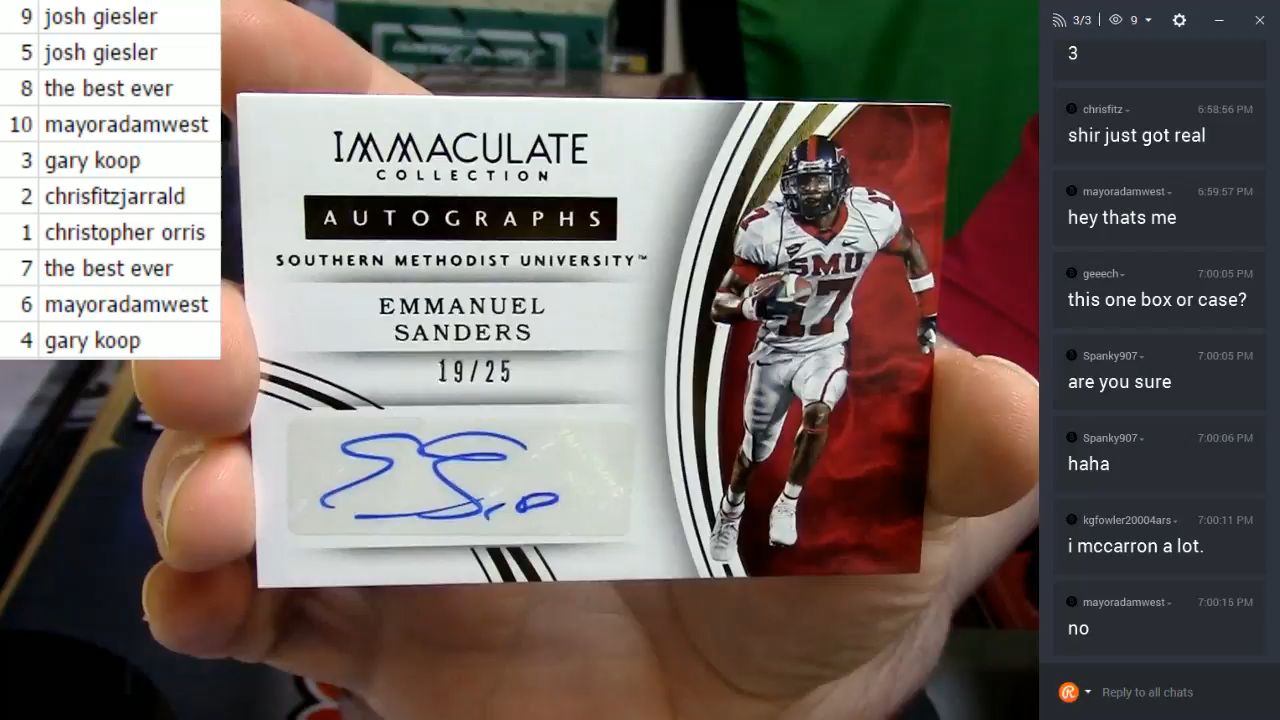 9 josh giesler
5 josh giesler
8 the best ever
10 mayoradamwest
3 gary koop
2 chrisfitzjarrald
1 christopher orris
7 the best ever
6 mayoradamwest
4 gary koop
IMMACULATE
COLLECTION
AUTOGRAPHS
SOUTHERN METHODIST UNIVERSITY™
EMMANUEL
SANDERS
19/25
SMU
17
3/3
9
3
chrisfitz 6:58:56 PM
shir just got real
mayoradamwest 6:59:57 PM
hey thats me
geeech 7:00:05 PM
this one box or case?
Spanky907 7:00:05 PM
are you sure
Spanky907 7:00:06 PM
haha
kgfowler20004ars 7:00:11 PM
i mccarron a lot.
mayoradamwest 7:00:15 PM
no
Reply to all chats